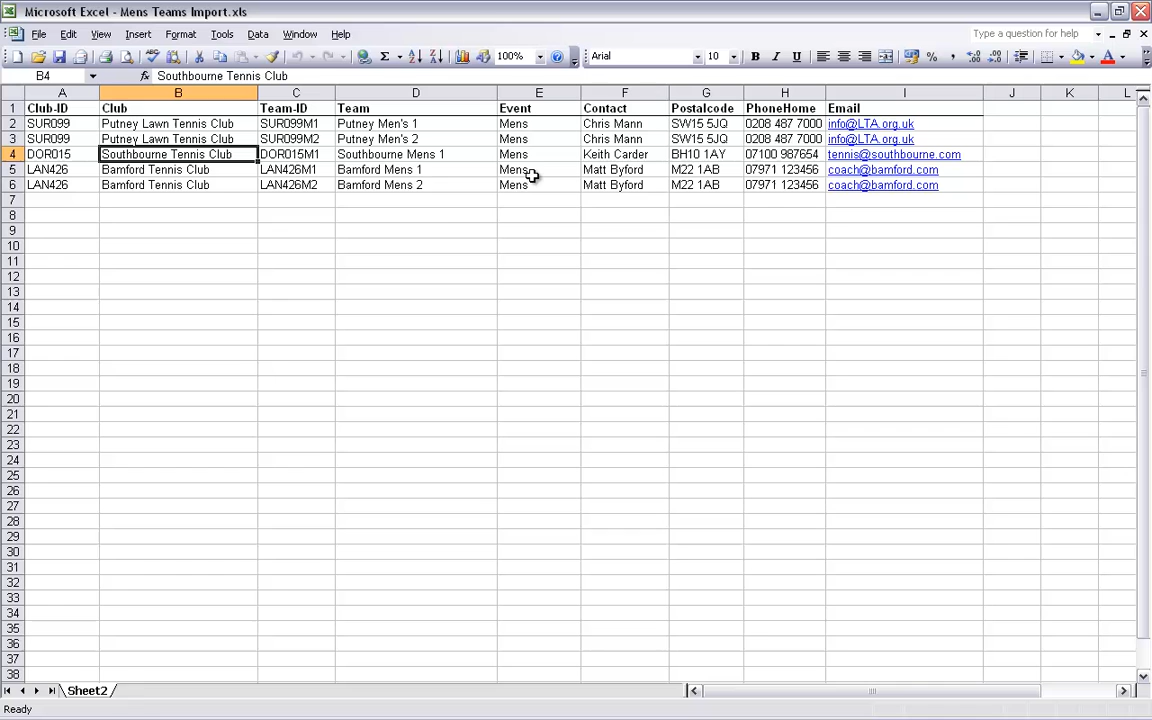 Microsoft Excel - Mens Teams Import.xls
File Edit View Insert Format Tools Data Window Help Type a question for help
100% Arial 10 B I U
B4 fx Southbourne Tennis Club
A B C D E F G H I J K L
1 Club-ID Club Team-ID Team Event Contact Postalcode PhoneHome Email
2 SUR099 Putney Lawn Tennis Club SUR099M1 Putney Men's 1 Mens Chris Mann SW15 5JQ 0208 487 7000 info@LTA.org.uk
3 SUR099 Putney Lawn Tennis Club SUR099M2 Putney Men's 2 Mens Chris Mann SW15 5JQ 0208 487 7000 info@LTA.org.uk
4 DOR015 Southbourne Tennis Club DOR015M1 Southbourne Mens 1 Mens Keith Carder BH10 1AY 07100 987654 tennis@southbourne.com
5 LAN426 Bamford Tennis Club LAN426M1 Bamford Mens 1 Mens Matt Byford M22 1AB 07971 123456 coach@bamford.com
6 LAN426 Bamford Tennis Club LAN426M2 Bamford Mens 2 Mens Matt Byford M22 1AB 07971 123456 coach@bamford.com
7
8
9
10
11
12
13
14
15
16
17
18
19
20
21
22
23
24
25
26
27
28
29
30
31
32
33
34
35
36
37
38
Sheet2
Ready